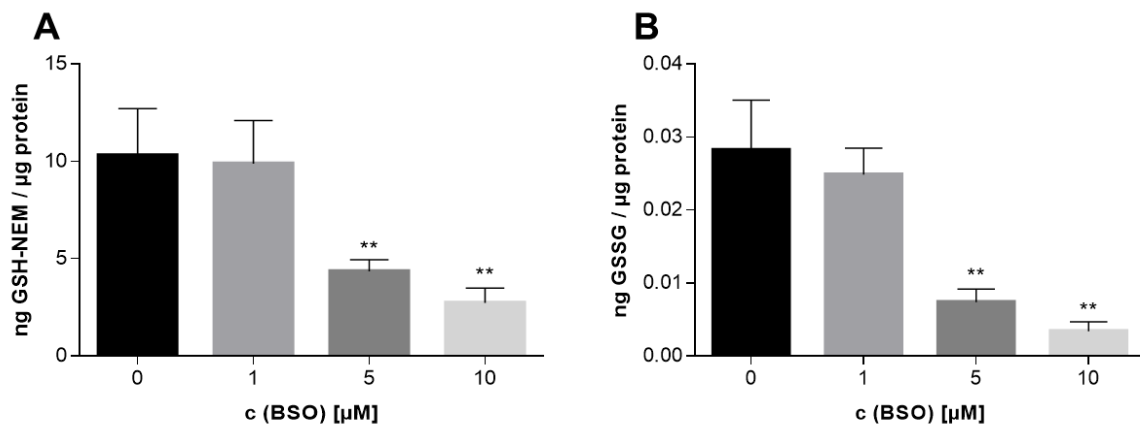 A
ng GSH-NEM / µg protein
15
10
5
0
**
**
0 1 5 10
c (BSO) [µM]
B
ng GSSG / µg protein
0.04
0.03
0.02
0.01
0.00
**
**
0 1 5 10
c (BSO) [µM]